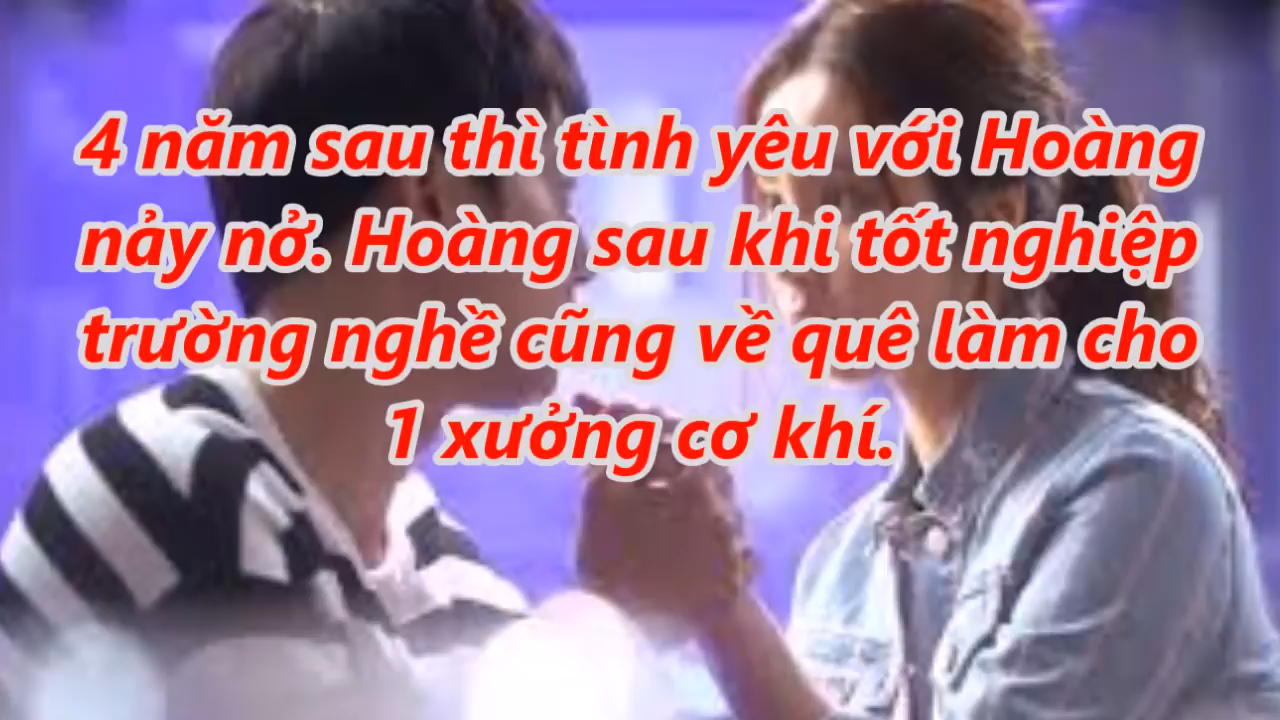 4 năm sau thì tình yêu với Hoàng
nảy nở. Hoàng sau khi tốt nghiệp
trường nghề cũng về quê làm cho
1 xưởng cơ khí.